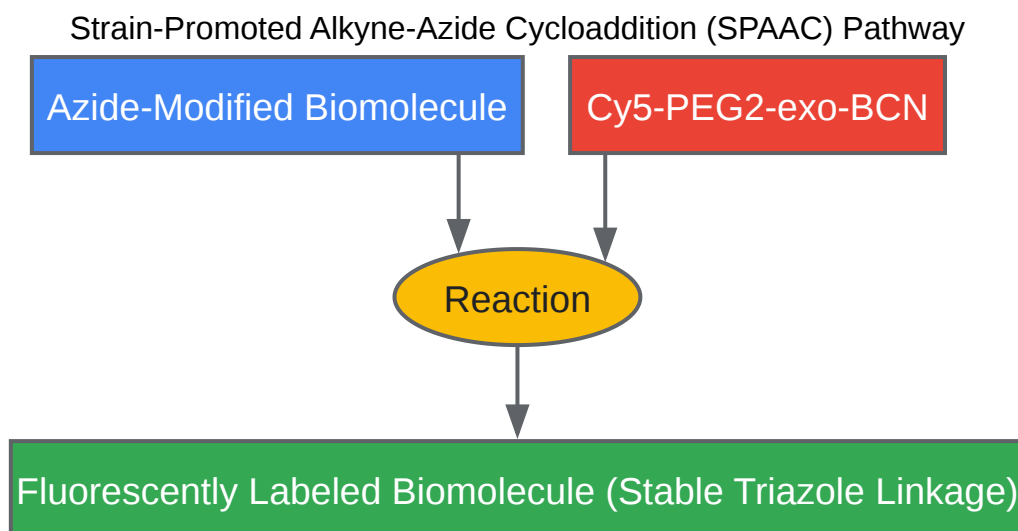 Strain-Promoted Alkyne-Azide Cycloaddition (SPAAC) Pathway
Azide-Modified Biomolecule
Cy5-PEG2-exo-BCN
Reaction
Fluorescently Labeled Biomolecule (Stable Triazole Linkage)